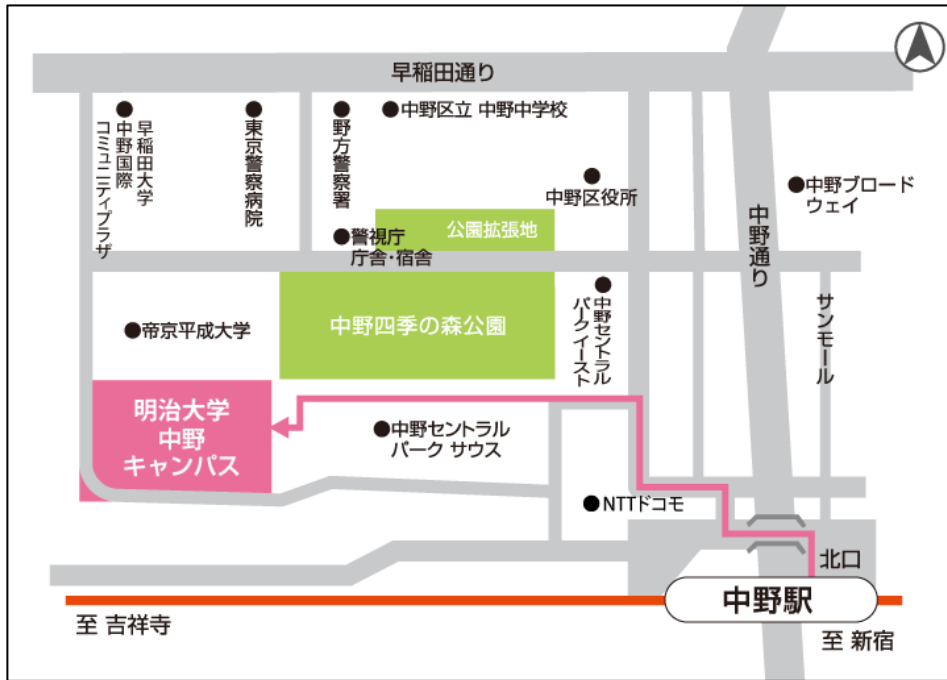 早稲田通り
早稲田大学
中野国際
コミュニティプラザ
●東京警察病院
●野方警察署
●中野区立 中野中学校
中野区役所
●中野ブロード
ウェイ
公園拡張地
●警視庁
庁舎・宿舎
中野通り
●帝京平成大学
中野四季の森公園
中野セントラル
パークイースト
サンモール
明治大学
中野
キャンパス
●中野セントラル
パーク サウス
●NTTドコモ
北口
中野駅
至 吉祥寺
至 新宿